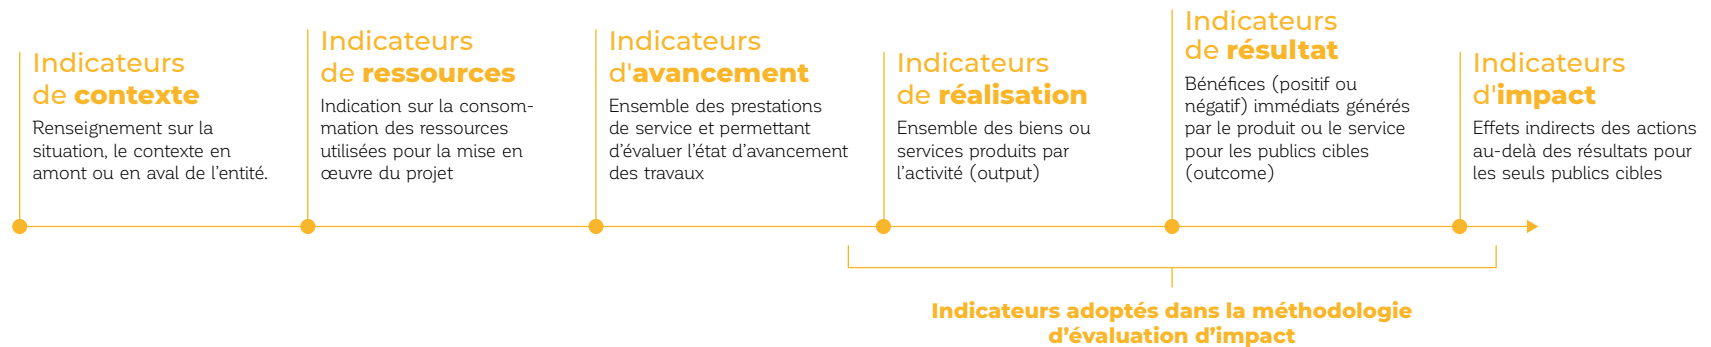 Indicateurs
de contexte
Renseignement sur la
situation, le contexte en
amont ou en aval de l'entité.
Indicateurs
de ressources
Indication sur la consom-
mation des ressources
utilisées pour la mise en
œuvre du projet
Indicateurs
d'avancement
Ensemble des prestations
de service et permettant
d'évaluer l'état d'avancement
des travaux
Indicateurs
de réalisation
Ensemble des biens ou
services produits par
l'activité (output)
Indicateurs
de résultat
Bénéfices (positif ou
négatif) immédiats générés
par le produit ou le service
pour les publics cibles
(outcome)
Indicateurs
d'impact
Effets indirects des actions
au-delà des résultats pour
les seuls publics cibles
Indicateurs adoptés dans la méthodologie
d'évaluation d'impact